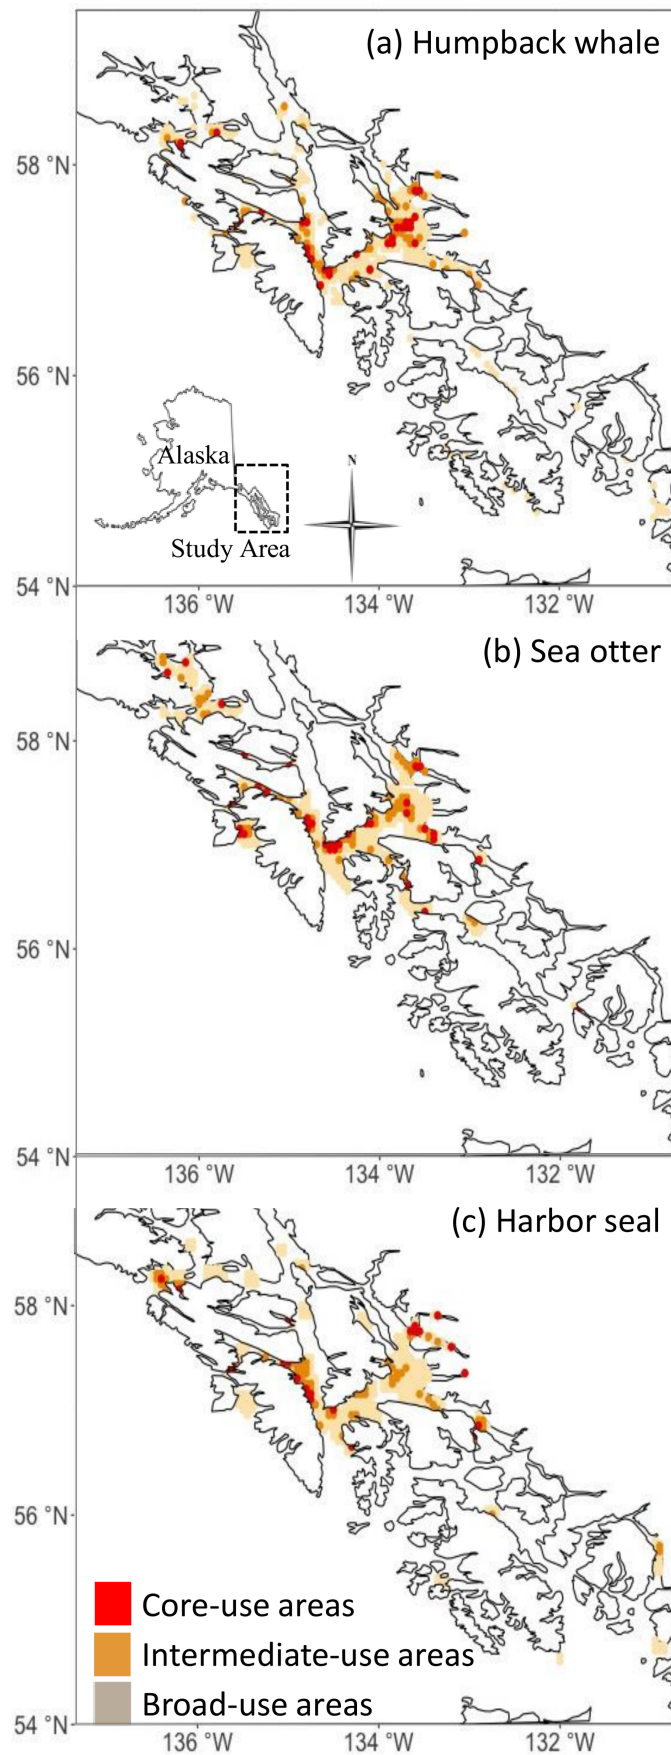 (a) Humpback whale
58 °N
56 °N
Alaska
N
Study Area
54 °N
136 °W
134 °W
132 °W
(b) Sea otter
58 °N
56 °N
54 °N
136 °W
134 °W
132 °W
(c) Harbor seal
58 °N
56 °N
Core-use areas
Intermediate-use areas
Broad-use areas
54 °N
136 °W
134 °W
132 °W